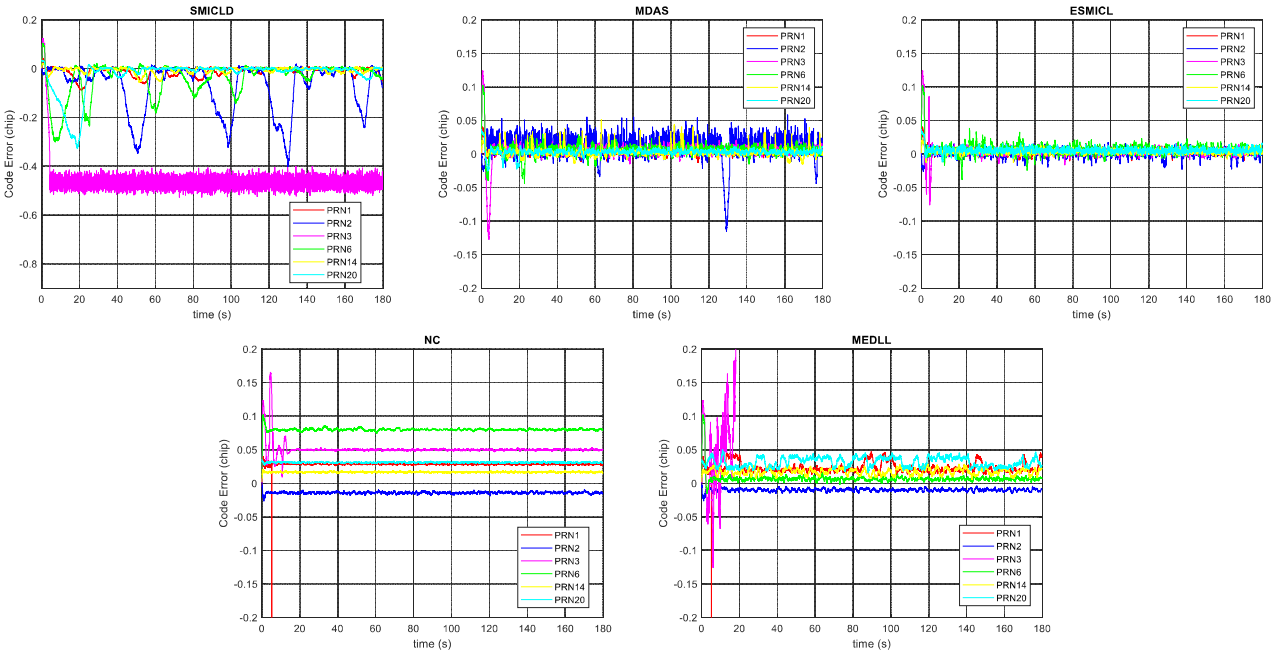 SMICLD
Code Error (chip)
0.2
0
-0.2
-0.4
-0.6
-0.8
0 20 40 60 80 100 120 140 160 180
time (s)
PRN1
PRN2
PRN3
PRN6
PRN14
PRN20
MDAS
Code Error (chip)
0.2
0.15
0.1
0.05
0
-0.05
-0.1
-0.15
-0.2
0 20 40 60 80 100 120 140 160 180
time (s)
PRN1
PRN2
PRN3
PRN6
PRN14
PRN20
ESMICL
Code Error (chip)
0.2
0.15
0.1
0.05
0
-0.05
-0.1
-0.15
-0.2
0 20 40 60 80 100 120 140 160 180
time (s)
PRN1
PRN2
PRN3
PRN6
PRN14
PRN20
NC
Code Error (chip)
0.2
0.15
0.1
0.05
0
-0.05
-0.1
-0.15
-0.2
0 20 40 60 80 100 120 140 160 180
time (s)
PRN1
PRN2
PRN3
PRN6
PRN14
PRN20
MEDLL
Code Error (chip)
0.2
0.15
0.1
0.05
0
-0.05
-0.1
-0.15
-0.2
0 20 40 60 80 100 120 140 160 180
time (s)
PRN1
PRN2
PRN3
PRN6
PRN14
PRN20